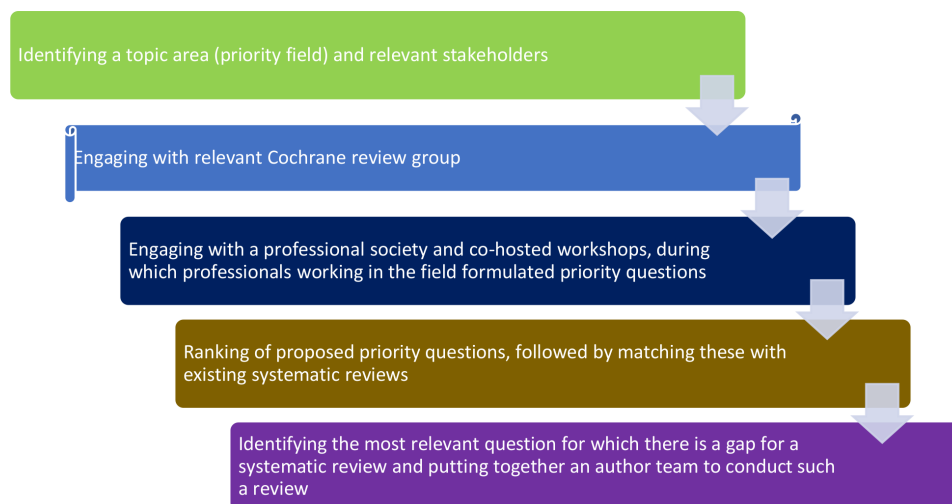 Identifying a topic area (priority field) and relevant stakeholders
Engaging with relevant Cochrane review group
Engaging with a professional society and co-hosted workshops, during
which professionals working in the field formulated priority questions
Ranking of proposed priority questions, followed by matching these with
existing systematic reviews
Identifying the most relevant question for which there is a gap for a
systematic review and putting together an author team to conduct such
a review